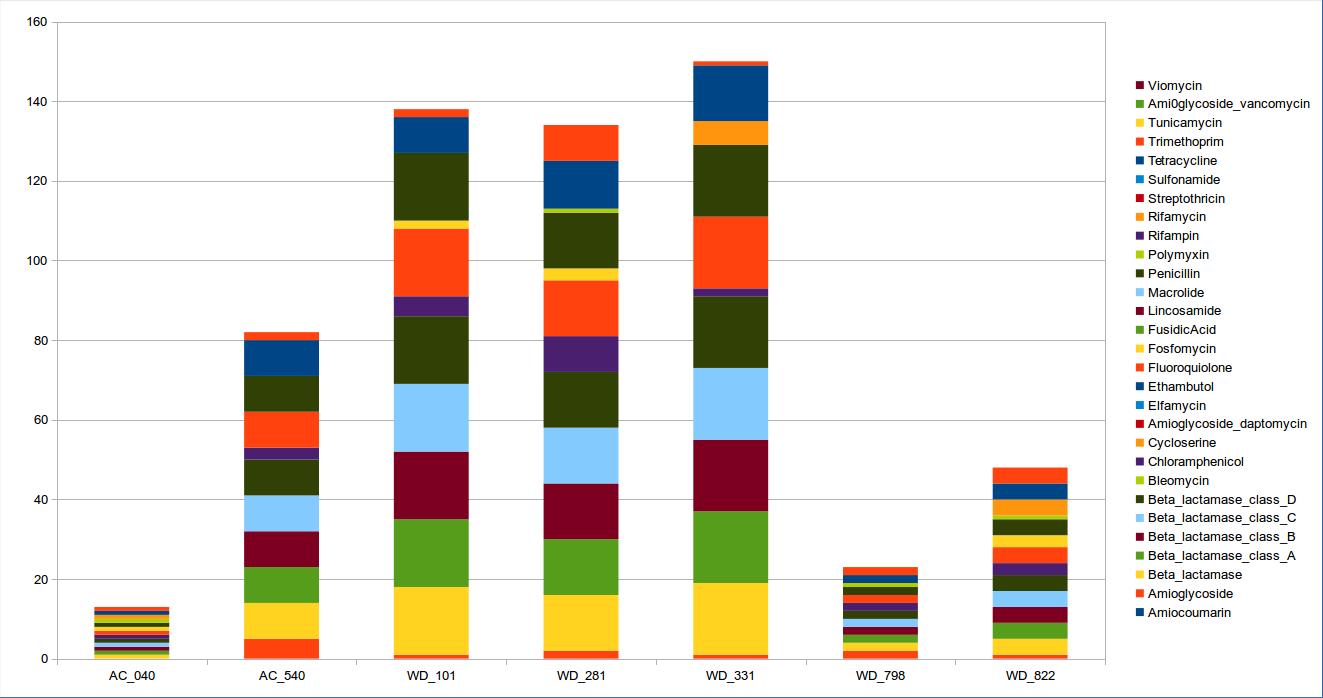 160
140
120
100
80
60
40
20
0
AC_040
AC_540
WD_101
WD_281
WD_331
WD_798
WD_822
Viomycin
Ami0glycoside_vancomycin
Tunicamycin
Trimethoprim
Tetracycline
Sulfonamide
Streptothricin
Rifamycin
Rifampin
Polymyxin
Penicillin
Macrolide
Lincosamide
FusidicAcid
Fosfomycin
Fluoroquiolone
Ethambutol
Elfamycin
Amioglycoside_daptomycin
Cycloserine
Chloramphenicol
Bleomycin
Beta_lactamase_class_D
Beta_lactamase_class_C
Beta_lactamase_class_B
Beta_lactamase_class_A
Beta_lactamase
Amioglycoside
Amiocoumarin